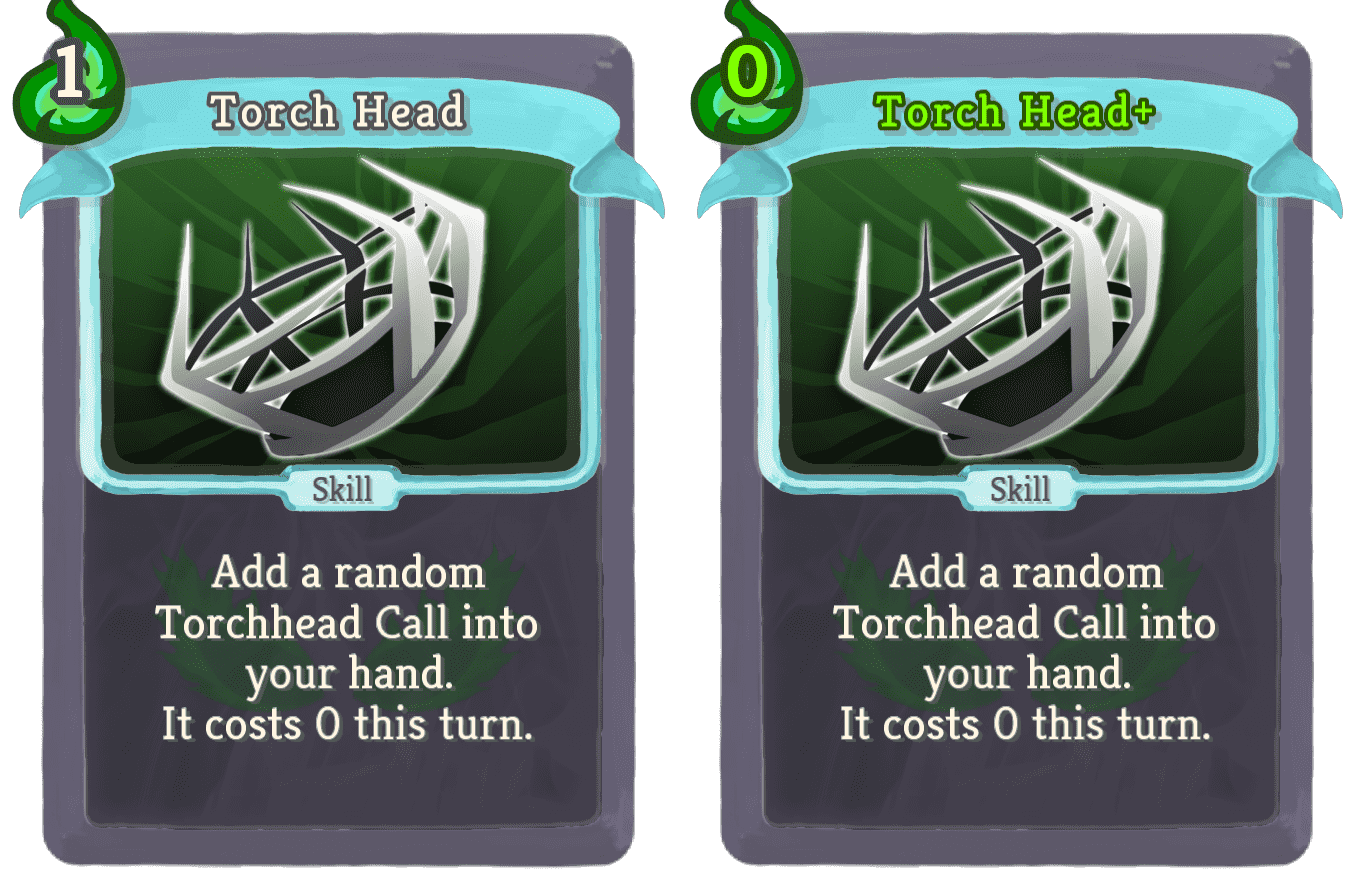 1
Torch Head
Skill
Add a random
Torchhead Call into
your hand.
It costs 0 this turn.
0
Torch Head+
Skill
Add a random
Torchhead Call into
your hand.
It costs 0 this turn.